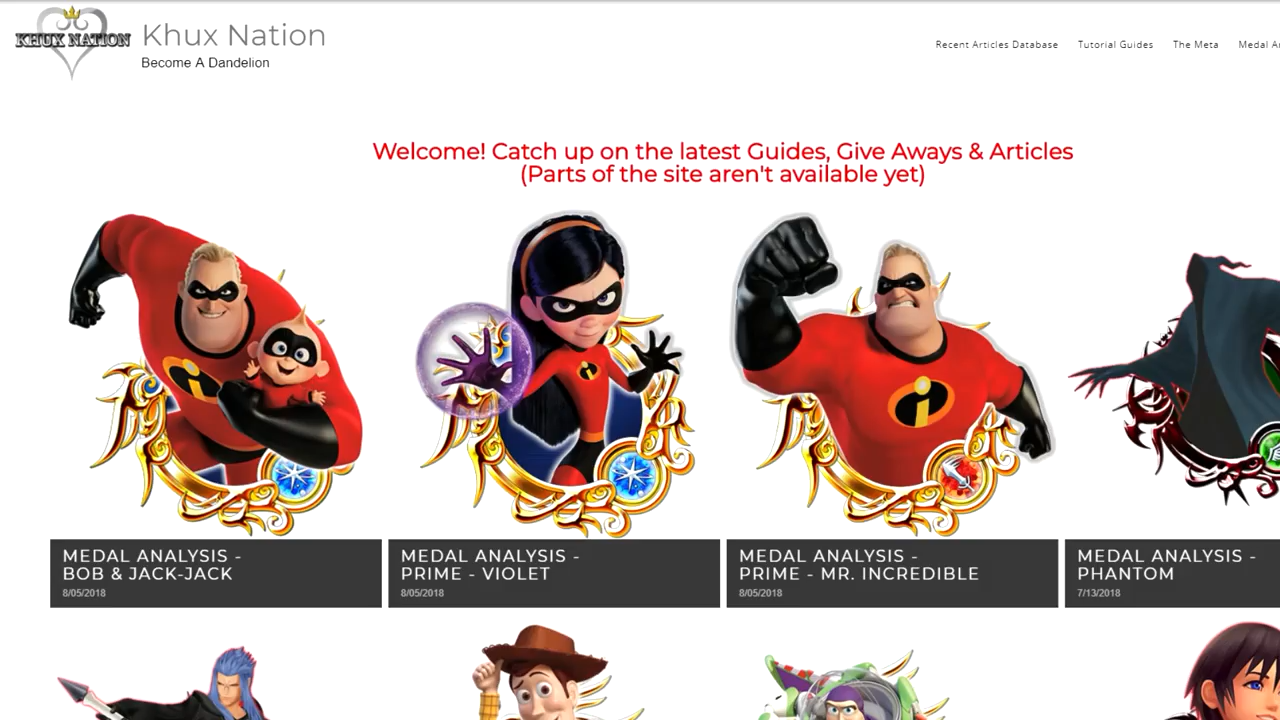 KHUX NATION
Khux Nation
Become A Dandelion
Recent Articles Database
Tutorial Guides
The Meta
Medal
Welcome! Catch up on the latest Guides, Give Aways & Articles
(Parts of the site aren't available yet)
MEDAL ANALYSIS -
BOB & JACK-JACK
8/05/2018
MEDAL ANALYSIS -
PRIME - VIOLET
8/05/2018
MEDAL ANALYSIS -
PRIME - MR. INCREDIBLE
8/05/2018
MEDAL ANALYSIS -
PHANTOM
7/13/2018